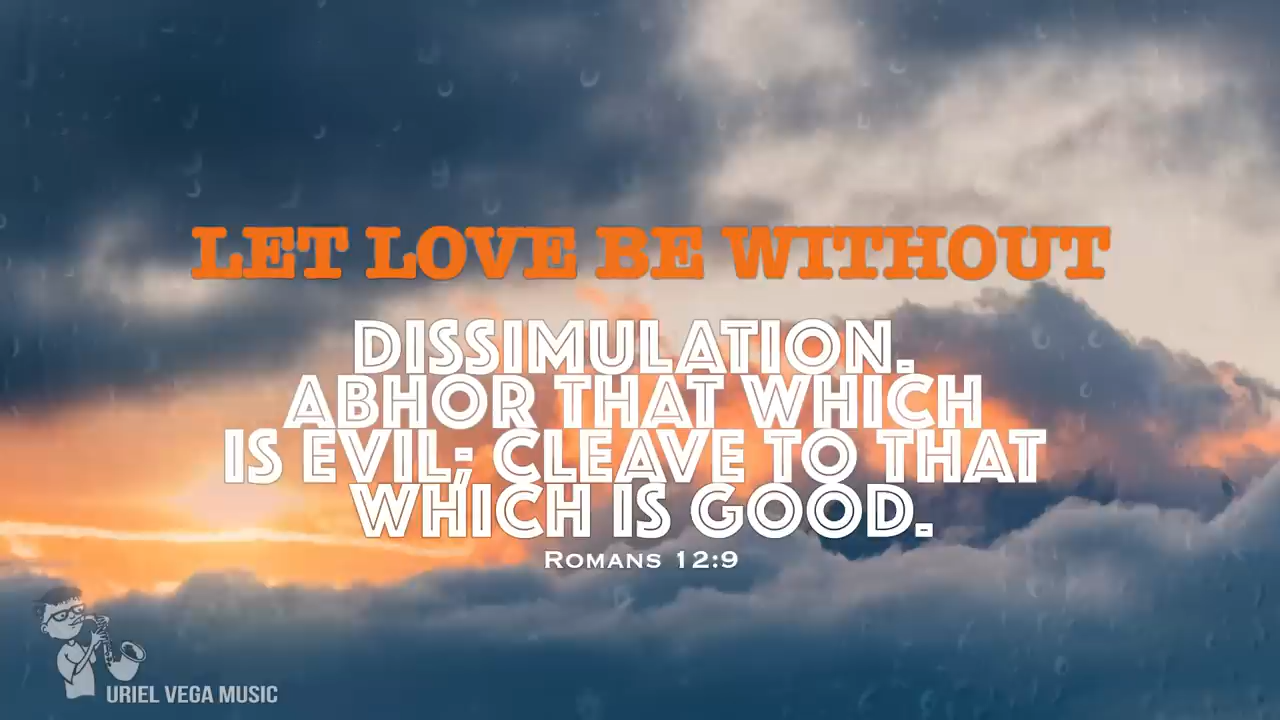 LET LOVE BE WITHOUT
DISSIMULATION.
ABHOR THAT WHICH
IS EVIL; CLEAVE TO THAT
WHICH IS GOOD.
ROMANS 12:9
URIEL VEGA MUSIC